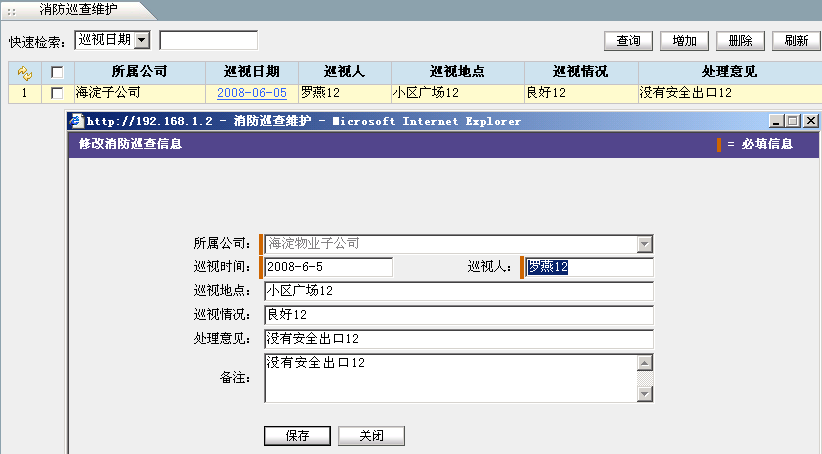 消防巡查维护
快速检索: 巡视日期 查询 增加 删除 刷新
所属公司 巡视日期 巡视人 巡视地点 巡视情况 处理意见
1 海淀子公司 2008-06-05 罗燕12 小区广场12 良好12 没有安全出口12
http://192.168.1.2 - 消防巡查维护 - Microsoft Internet Explorer
修改消防巡查信息 = 必填信息
所属公司: 海淀物业子公司
巡视时间: 2008-6-5 巡视人: 罗燕12
巡视地点: 小区广场12
巡视情况: 良好12
处理意见: 没有安全出口12
备注: 没有安全出口12
保存 关闭